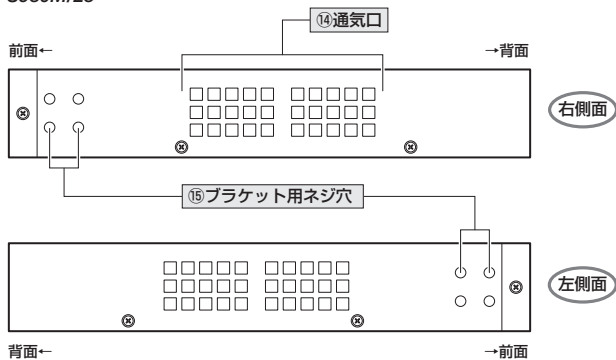 ⑭通気口
前面←
→背面
右側面
⑮ブラケット用ネジ穴
左側面
背面←
→前面